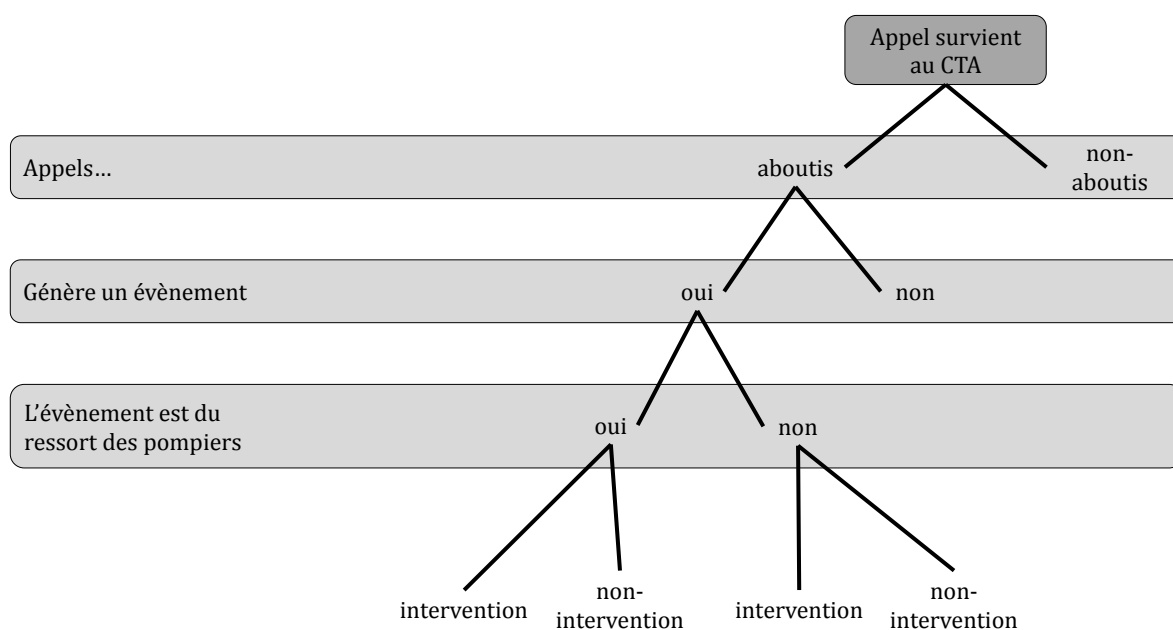 Appel survient
au CTA
Appels…
aboutis
non-
aboutis
Génère un évènement
oui
non
L’évènement est du
ressort des pompiers
oui
non
intervention
non-
intervention
intervention
non-
intervention